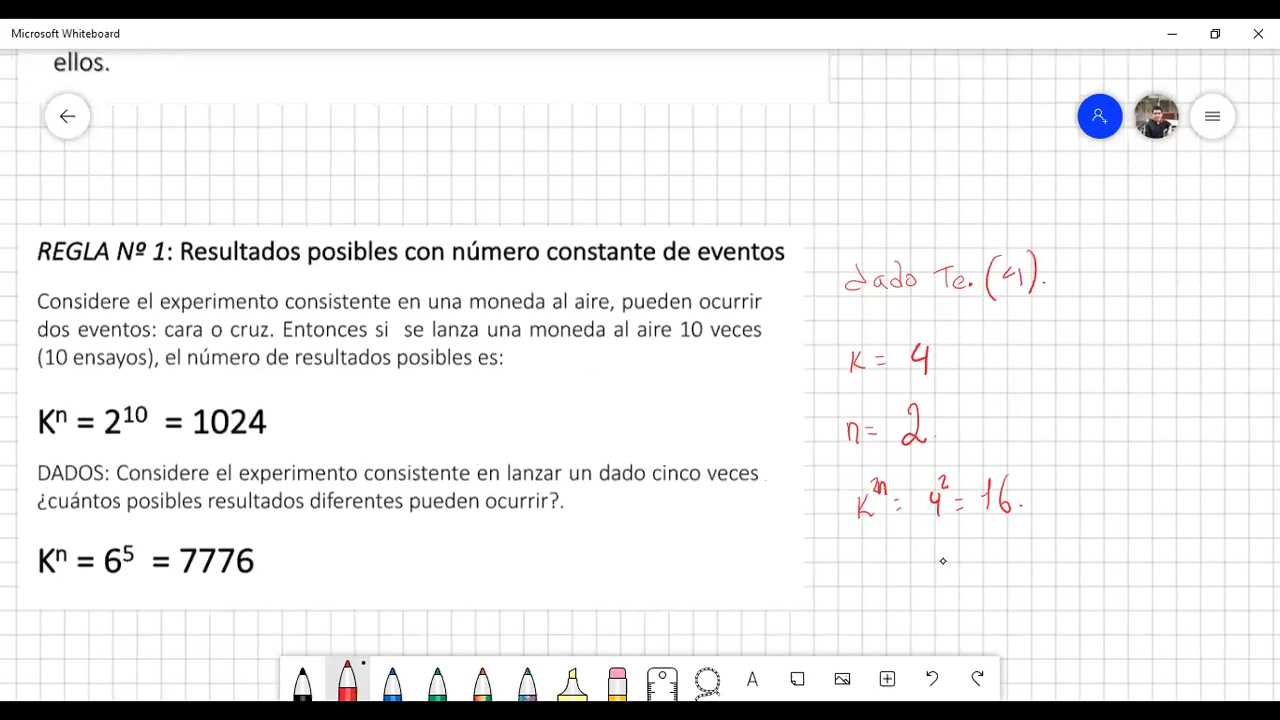 Microsoft Whiteboard
ellos.
REGLA Nº 1: Resultados posibles con número constante de eventos
Considere el experimento consistente en una moneda al aire, pueden ocurrir
dos eventos: cara o cruz. Entonces si se lanza una moneda al aire 10 veces
(10 ensayos), el número de resultados posibles es:
Kⁿ = 2¹⁰ = 1024
DADOS: Considere el experimento consistente en lanzar un dado cinco veces
¿cuántos posibles resultados diferentes pueden ocurrir?.
Kⁿ = 6⁵ = 7776
dado Te. (4).
K = 4
n = 2.
Kⁿ = 4² = 16.
A